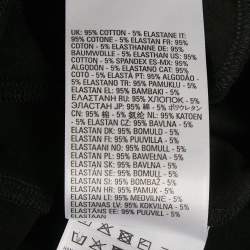 UK: 95% COTTON - 5% ELASTANE IT:
95% COTONE - 5% ELASTAN FR:
95% COTON - 5% ELASTHANNE DE: 95%
BAUMWOLLE - 5% ELASTHAN US: 95%
COTTON - 5% SPANDEX ES-MX: 95%
ALGODÓN - 5% ELASTANO CAT: 95%
COTÓ - 5% ELASTÀ PT: 95% ALGODÃO -
5% ELASTANO TR: 95% PAMUKLU - 5%
ELASTAN EL: 95% ΒΑΜΒΑΚΙ - 5%
ΕΛΑΣΤΑΝΗ RU: 95% ХЛОПОК - 5%
ЭЛАСТАН JP: 95% 綿 - 5% ポリウレタン
CN: 95% 棉 - 5% 氨纶 NL: 95% KATOEN
- 5% ELASTAN CZ: 95% BAVLNA - 5%
ELASTAN DK: 95% BOMULD - 5%
ELASTAN EE: 95% PUUVILL - 5%
ELASTAANI NO: 95% BOMULL - 5%
ELASTAN PL: 95% BAWEŁNA - 5%
ELASTAN SK: 95% BAVLNA - 5%
ELASTAN SE: 95% BOMULL - 5%
ELASTAN SI: 95% BOMBAŽ - 5%
ELASTAN HR: 95% PAMUK - 5%
ELASTAN LT: 95% MEDVILNĖ - 5%
ELASTANAS LV: 95% KOKVILNA - 5%
ELASTĀNS EE: 95% PUUVILL - 5%
ELASTAAN